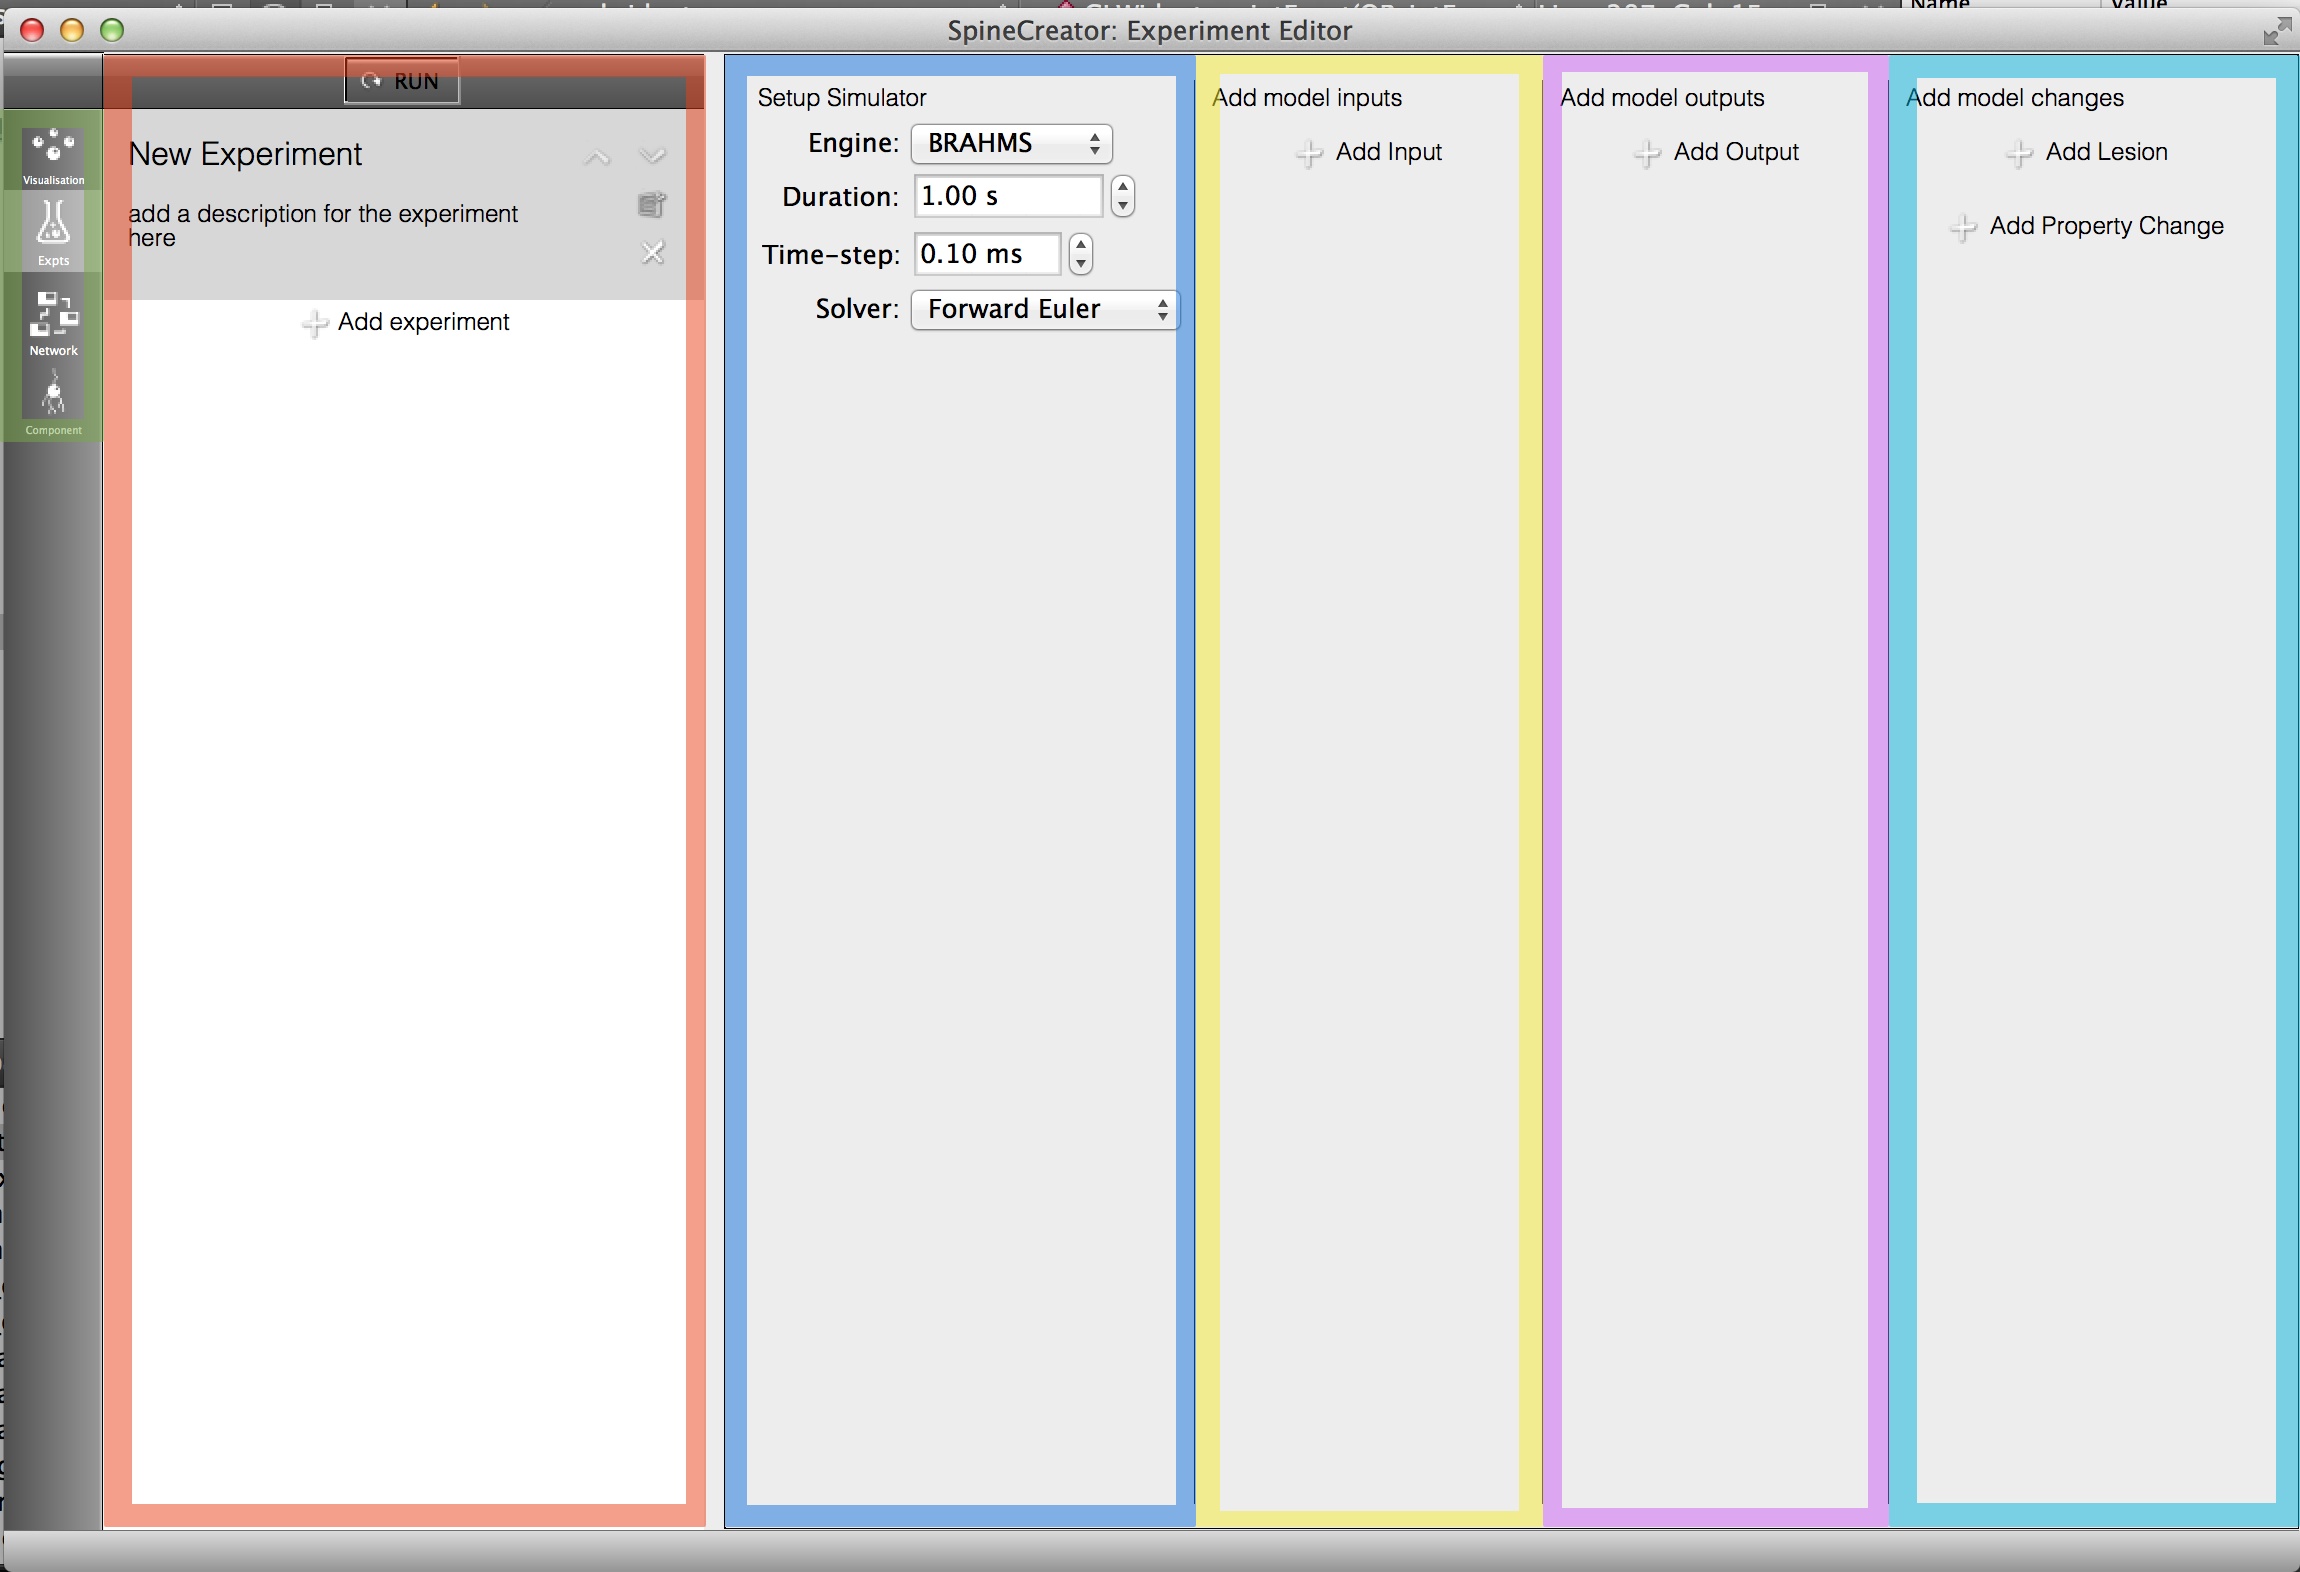 Name
Value
SpineCreator: Experiment Editor
RUN
Visualisation
Expts
Network
Component
New Experiment
add a description for the experiment
here
Add experiment
Setup Simulator
Engine: BRAHMS
Duration: 1.00 s
Time-step: 0.10 ms
Solver: Forward Euler
Add model inputs
Add Input
Add model outputs
Add Output
Add model changes
Add Lesion
Add Property Change